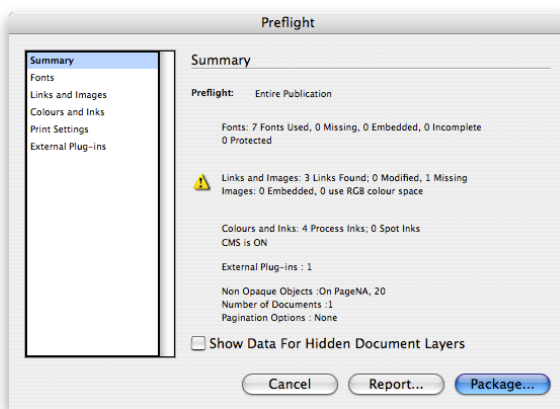 Preflight
Summary
Fonts
Links and Images
Colours and Inks
Print Settings
External Plug-ins
Summary
Preflight: Entire Publication
Fonts: 7 Fonts Used, 0 Missing, 0 Embedded, 0 Incomplete
0 Protected
Links and Images: 3 Links Found; 0 Modified, 1 Missing
Images: 0 Embedded, 0 use RGB colour space
Colours and Inks: 4 Process Inks; 0 Spot Inks
CMS is ON
External Plug-ins : 1
Non Opaque Objects :On PageNA, 20
Number of Documents :1
Pagination Options : None
Show Data For Hidden Document Layers
Cancel Report... Package...